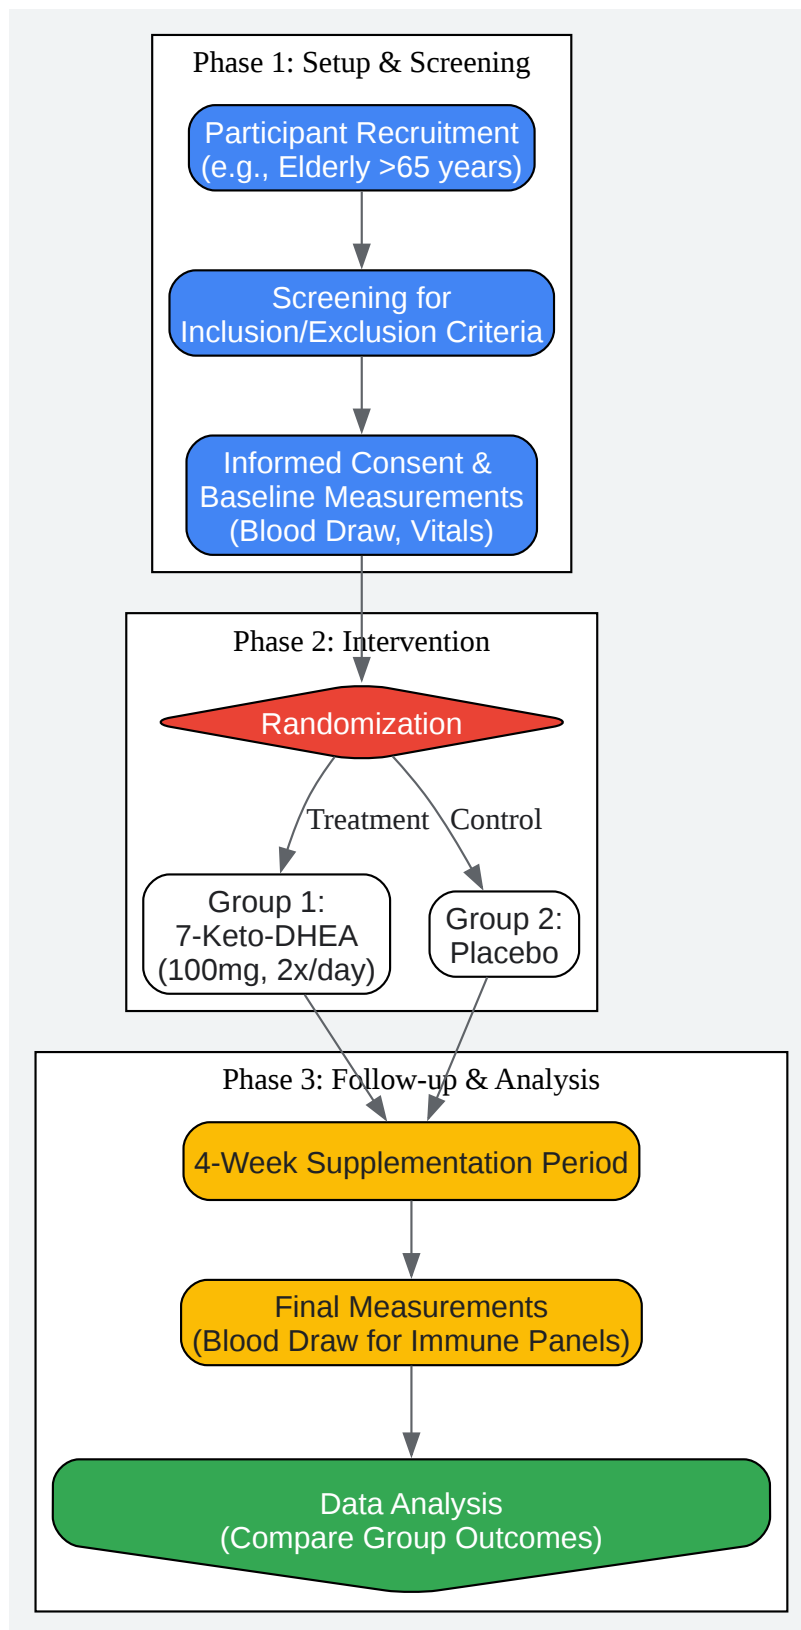 Phase 1: Setup & Screening
Participant Recruitment
(e.g., Elderly >65 years)
Screening for
Inclusion/Exclusion Criteria
Informed Consent &
Baseline Measurements
(Blood Draw, Vitals)
Phase 2: Intervention
Randomization
Treatment
Control
Group 1:
7-Keto-DHEA
(100mg, 2x/day)
Group 2:
Placebo
Phase 3: Follow-up & Analysis
4-Week Supplementation Period
Final Measurements
(Blood Draw for Immune Panels)
Data Analysis
(Compare Group Outcomes)